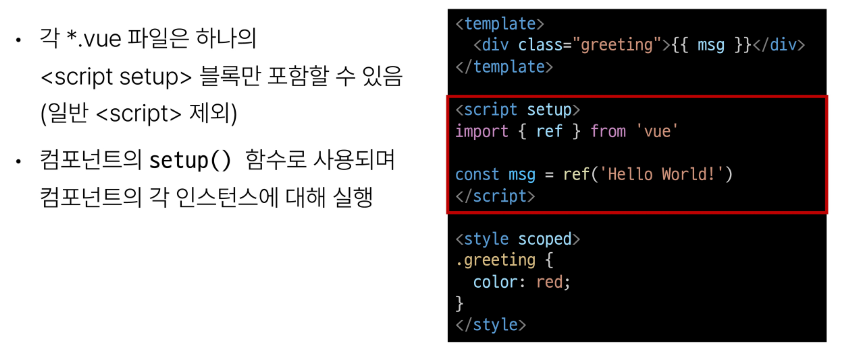 • 각 *.vue 파일은 하나의
<script setup> 블록만 포함할 수 있음
(일반 <script> 제외)
• 컴포넌트의 setup() 함수로 사용되며
컴포넌트의 각 인스턴스에 대해 실행
<template>
  <div class="greeting">{{ msg }}</div>
</template>
<script setup>
import { ref } from 'vue'
const msg = ref('Hello World!')
</script>
<style scoped>
.greeting {
  color: red;
}
</style>